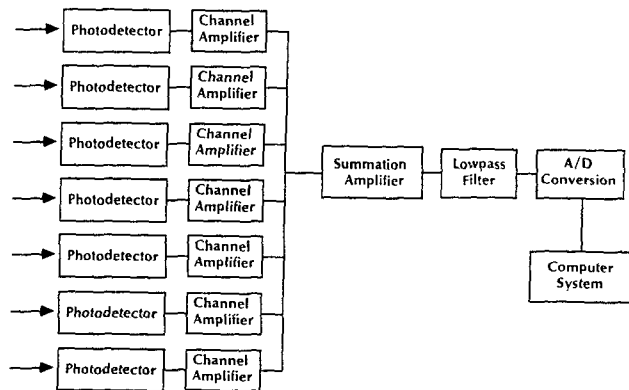 Photodetector
Channel
Amplifier
Photodetector
Channel
Amplifier
Photodetector
Channel
Amplifier
Photodetector
Channel
Amplifier
Photodetector
Channel
Amplifier
Photodetector
Channel
Amplifier
Photodetector
Channel
Amplifier
Summation
Amplifier
Lowpass
Filter
A/D
Conversion
Computer
System